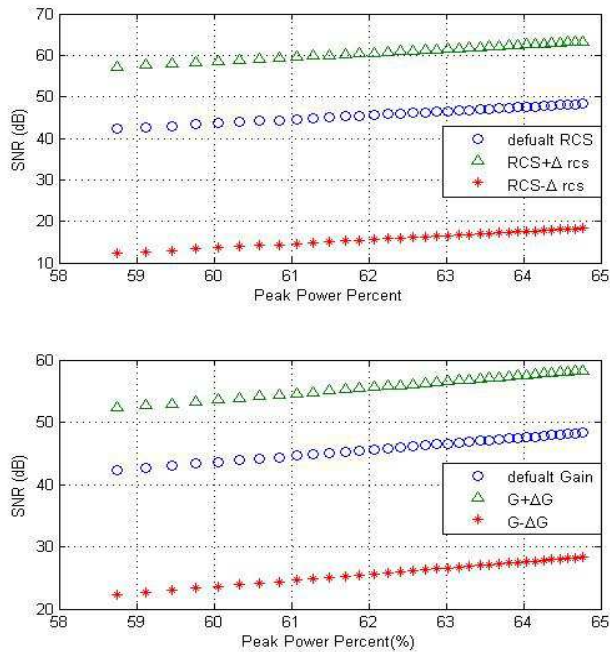 70
60
50
40
30
20
10
SNR (dB)
defualt RCS
RCS+Δ rcs
RCS-Δ rcs
58 59 60 61 62 63 64 65
Peak Power Percent
60
50
40
30
20
SNR (dB)
defualt Gain
G+ΔG
G-ΔG
58 59 60 61 62 63 64 65
Peak Power Percent(%)